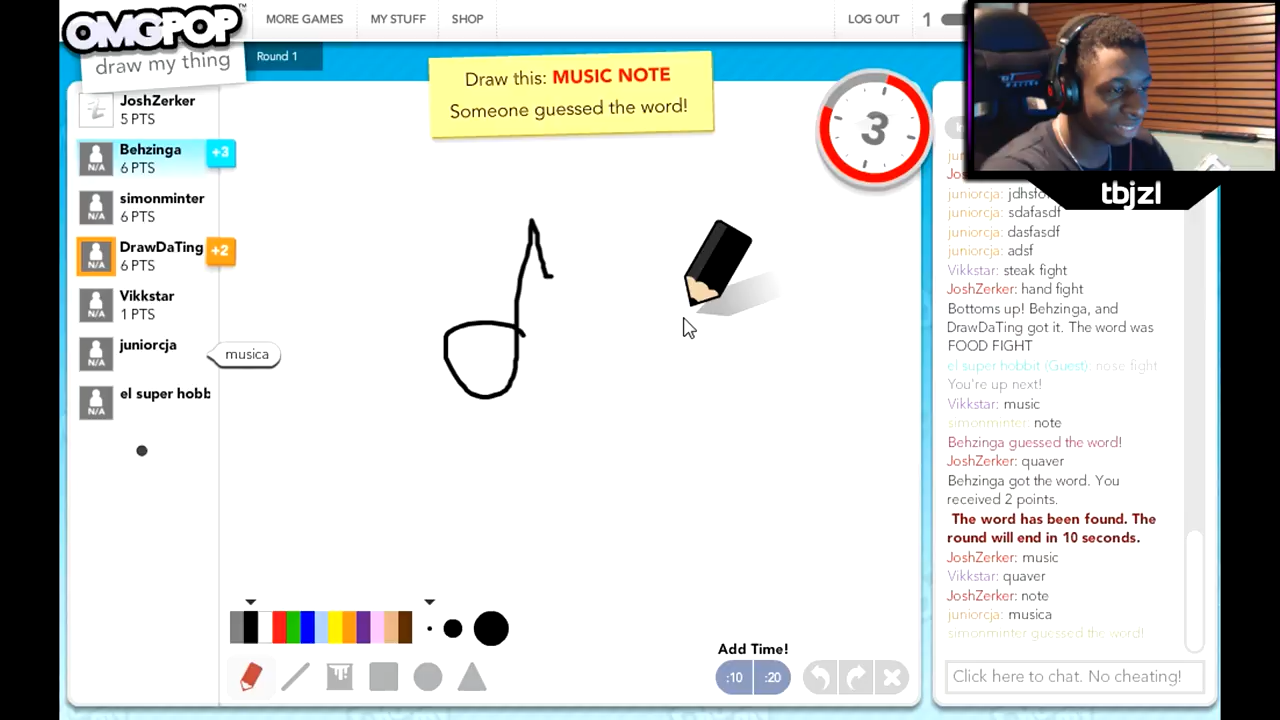 OMGPOP
TM
draw my thing
MORE GAMES
MY STUFF
SHOP
LOG OUT
1
Round 1
Draw this: MUSIC NOTE
Someone guessed the word!
3
tbjzl
JoshZerker
5 PTS
Behzinga
6 PTS
+3
simonminter
6 PTS
DrawDaTing
6 PTS
+2
Vikkstar
1 PTS
juniorcja
musica
el super hobb
N/A
N/A
N/A
N/A
N/A
N/A
juniorcja: sdafasdf
juniorcja: dasfasdf
juniorcja: adsf
Vikkstar: steak fight
JoshZerker: hand fight
Bottoms up! Behzinga, and
DrawDaTing got it. The word was
FOOD FIGHT
el super hobbit (Guest): nose fight
You're up next!
Vikkstar: music
simonminter: note
Behzinga guessed the word!
JoshZerker: quaver
Behzinga got the word. You
received 2 points.
The word has been found. The
round will end in 10 seconds.
JoshZerker: music
Vikkstar: quaver
JoshZerker: note
juniorcja: musica
simonminter guessed the word!
Click here to chat. No cheating!
Add Time!
:10
:20